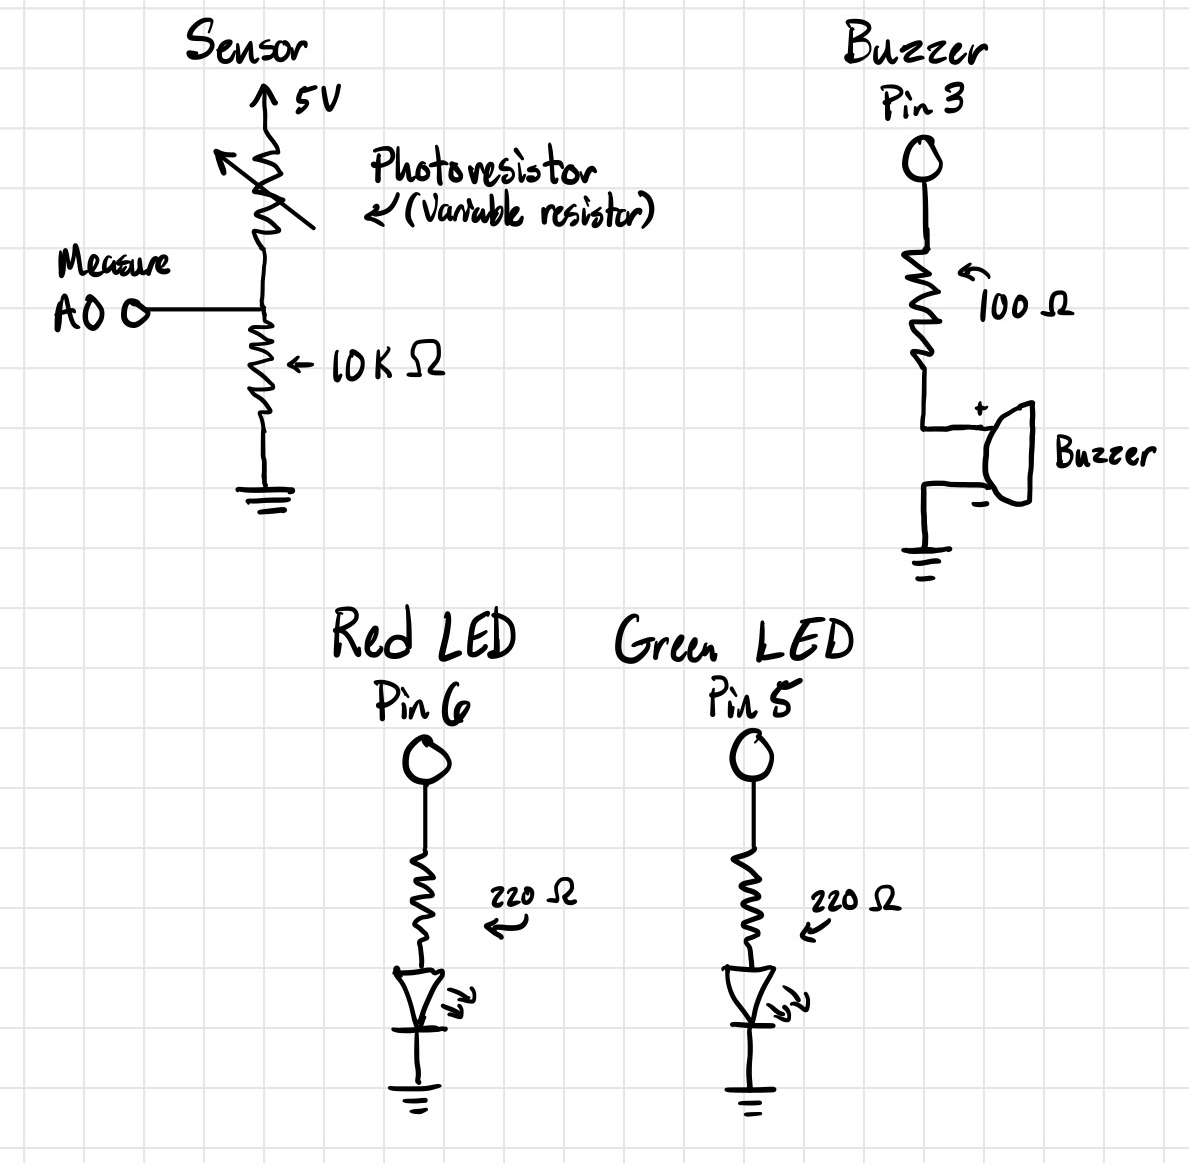 Sensor
5V
Photoresistor
(Variable resistor)
Measure
A0
10K Ω
Buzzer
Pin 3
100 Ω
+
Buzzer
-
Red LED
Pin 6
220 Ω
Green LED
Pin 5
220 Ω